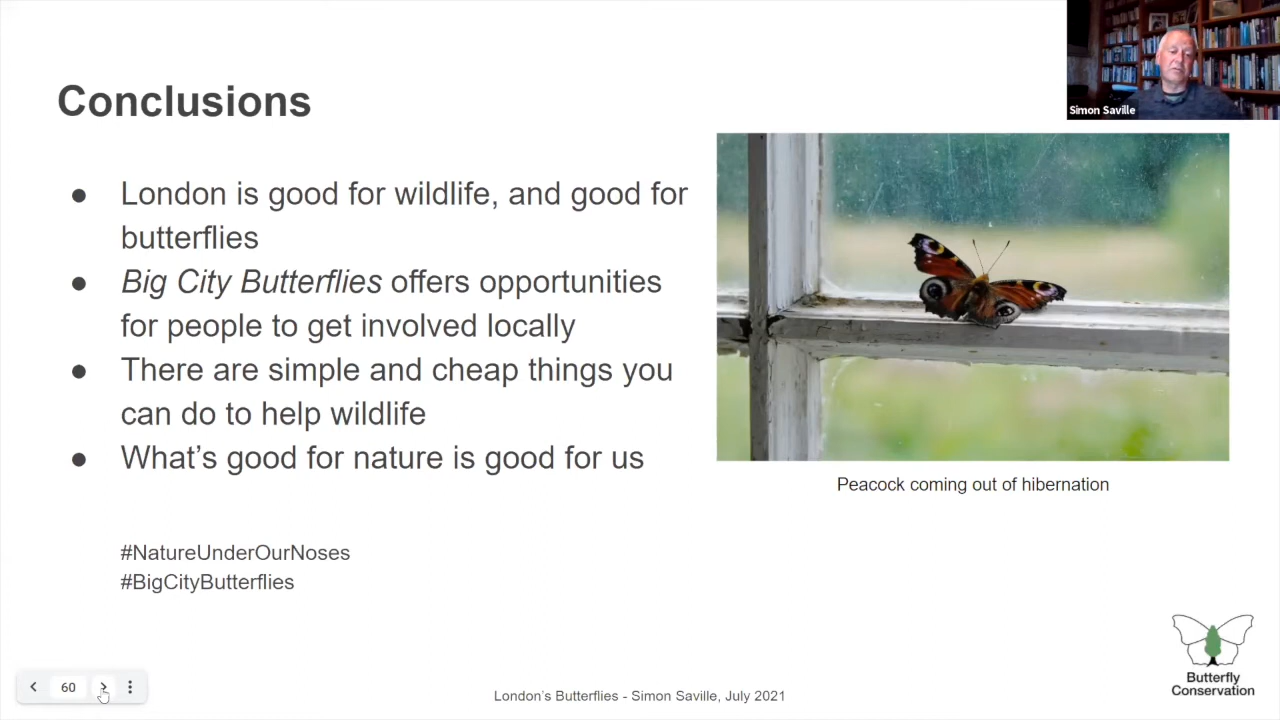 Simon Saville
Conclusions
● London is good for wildlife, and good for
butterflies
● Big City Butterflies offers opportunities
for people to get involved locally
● There are simple and cheap things you
can do to help wildlife
● What’s good for nature is good for us
#NatureUnderOurNoses
#BigCityButterflies
Peacock coming out of hibernation
Butterfly
Conservation
60
London’s Butterflies - Simon Saville, July 2021